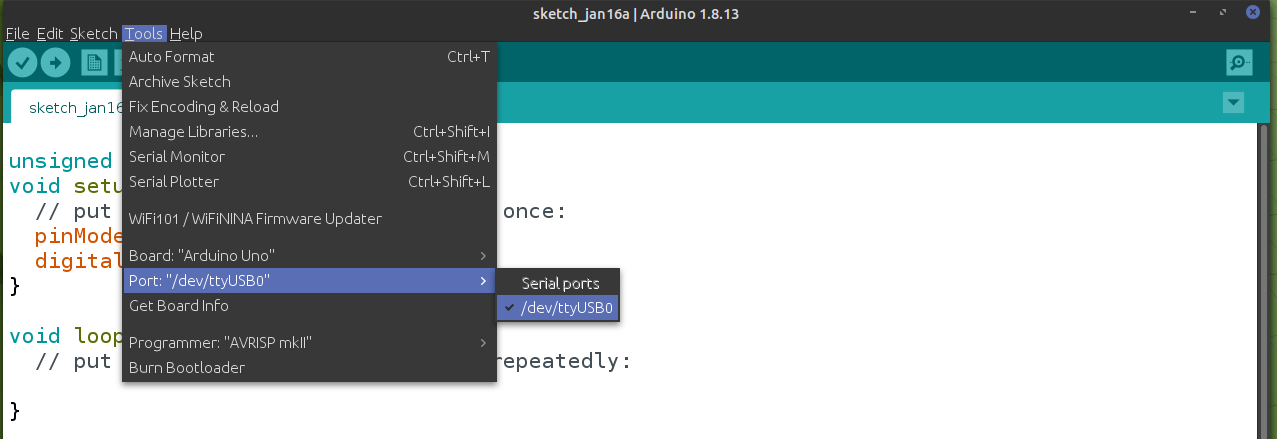 sketch_jan16a | Arduino 1.8.13
File Edit Sketch Tools Help
Auto Format Ctrl+T
Archive Sketch
sketch_jan16
Fix Encoding & Reload
Manage Libraries... Ctrl+Shift+I
Serial Monitor Ctrl+Shift+M
Serial Plotter Ctrl+Shift+L
WiFi101 / WiFiNINA Firmware Updater
Board: "Arduino Uno"
Port: "/dev/ttyUSB0"
Get Board Info
Programmer: "AVRISP mkII"
Burn Bootloader
Serial ports
/dev/ttyUSB0
unsigned
void setu
// put once:
pinMode
digital
}
void loop
// put repeatedly:
}